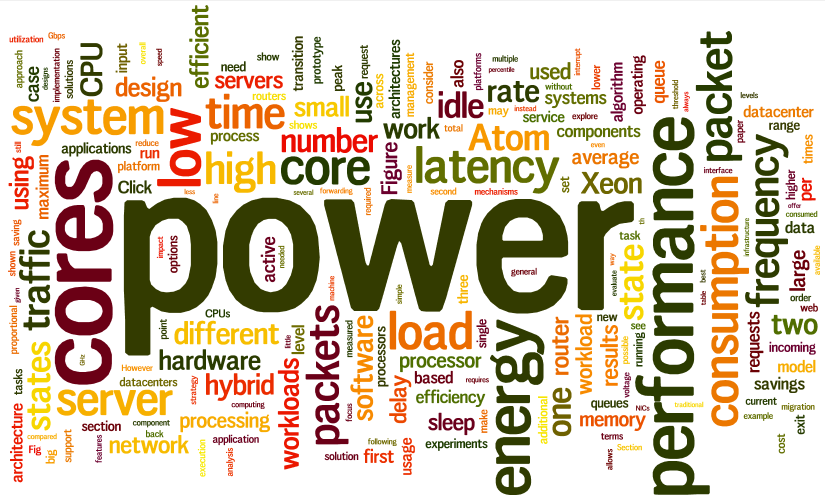 utilization
Gbps
approach
case
designs
implementation
solutions
CPU
input
overall
speed
design
efficient
need
show
servers
routers
transition
prototype
peak
use
request
across
architectures
management
consider
also
idle
platforms
multiple
percentile
rate
may
instead
used
without
systems
service
explore
interrupt
lower
algorithm
operating
queue
threshold
always
packet
levels
datacenter
range
paper
system
low
time
small
shows
process
number
work
total
Atom
components
even
average
applications
reduce
run
platform
still
using
maximum
high
core
Figure
measure
latency
set
Xeon
Click
less
line
several
forwarding
required
second
mechanisms
interface
times
per
higher
offer
consumed
data
frequency
consumption
performance
cores
power
traffic
saving
shown
given
proportional
impact
options
active
needed
general
th
task
state
way
evaluate
infrastructure
large
available
best
table
order
web
two
incoming
model
requests
savings
machine
simple
three
point
CPUs
different
little
level
measured
load
single
energy
new
see
running
possible
results
voltage
router
workload
GHz
states
tasks
hardware
However
datacenters
strategy
hybrid
computing
workloads
packets
software
processors
processor
based
requires
delay
efficiency
focus
server
architecture
compared
Fig
big
support
section
features
component
back
network
processing
execution
analysis
application
solution
following
first
usage
sleep
make
experiments
additional
one
queues
NICs
memory
terms
allows
Section
traditional
current
migration
example
cost
exit